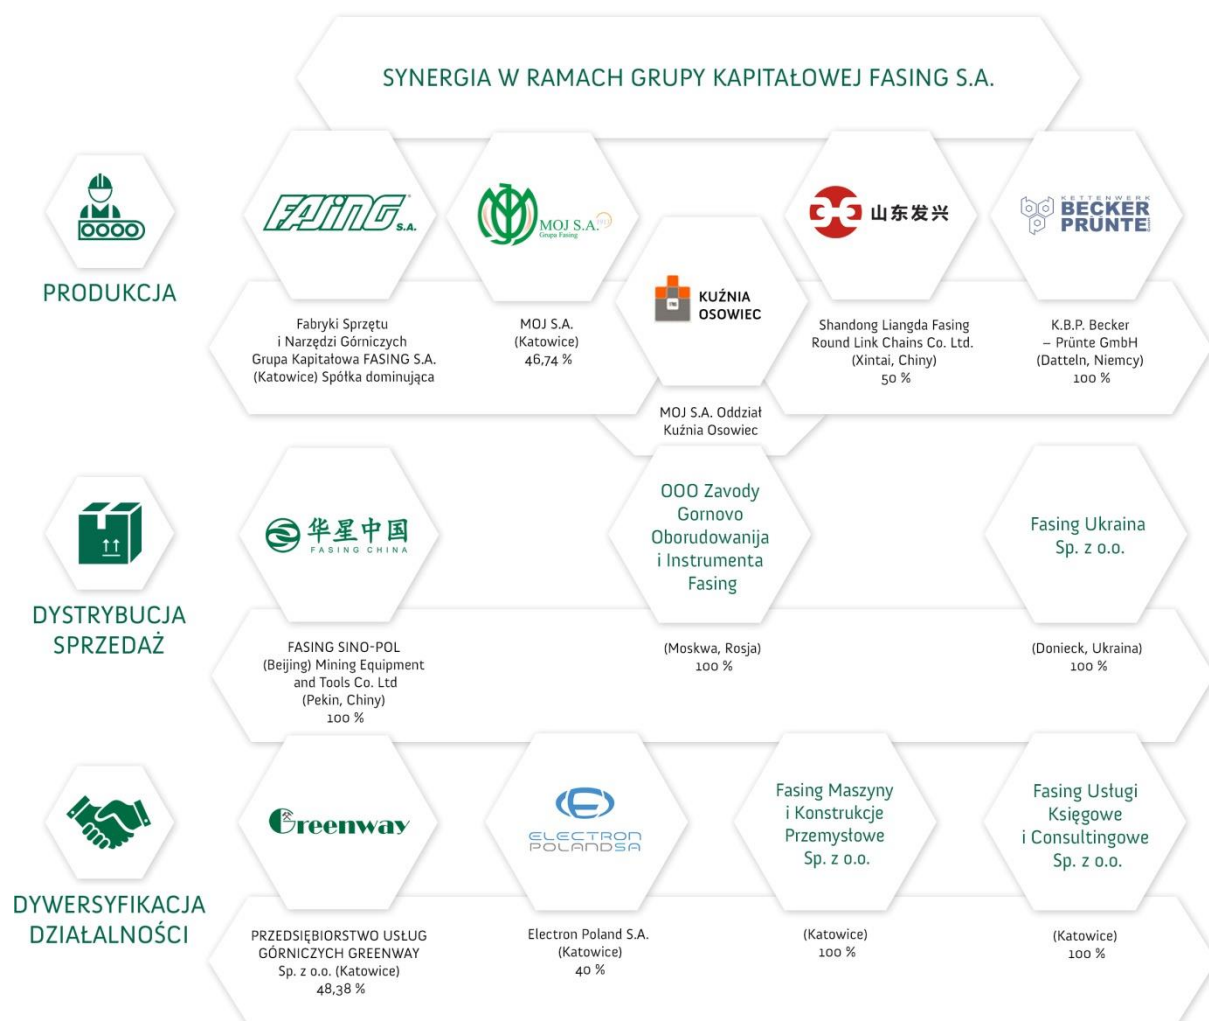 SYNERGIA W RAMACH GRUPY KAPITAŁOWEJ FASING S.A.
PRODUKCJA
FASING S.A.
Fabryki Sprzętu
i Narzędzi Górniczych
Grupa Kapitałowa FASING S.A.
(Katowice) Spółka dominująca
MOJ S.A.
Grupa Fasing
MOJ S.A.
(Katowice)
46,74 %
KUŹNIA
OSOWIEC
MOJ S.A. Oddział
Kuźnia Osowiec
山东发兴
Shandong Liangda Fasing
Round Link Chains Co. Ltd.
(Xintai, Chiny)
50 %
KETTENWERK
BECKER
PRÜNTE
K.B.P. Becker
– Prünte GmbH
(Datteln, Niemcy)
100 %
DYSTRYBUCJA
SPRZEDAŻ
华星中国
FASING CHINA
FASING SINO-POL
(Beijing) Mining Equipment
and Tools Co. Ltd
(Pekin, Chiny)
100 %
OOO Zavody
Gornovo
Oborudowanija
i Instrumenta
Fasing
(Moskwa, Rosja)
100 %
Fasing Ukraina
Sp. z o.o.
(Donieck, Ukraina)
100 %
DYWERSYFIKACJA
DZIAŁALNOŚCI
Greenway
PRZEDSIĘBIORSTWO USŁUG
GÓRNICZYCH GREENWAY
Sp. z o.o. (Katowice)
48,38 %
ELECTRON
POLANDSA
Electron Poland S.A.
(Katowice)
40 %
Fasing Maszyny
i Konstrukcje
Przemysłowe
Sp. z o.o.
(Katowice)
100 %
Fasing Usługi
Księgowe
i Consultingowe
Sp. z o.o.
(Katowice)
100 %